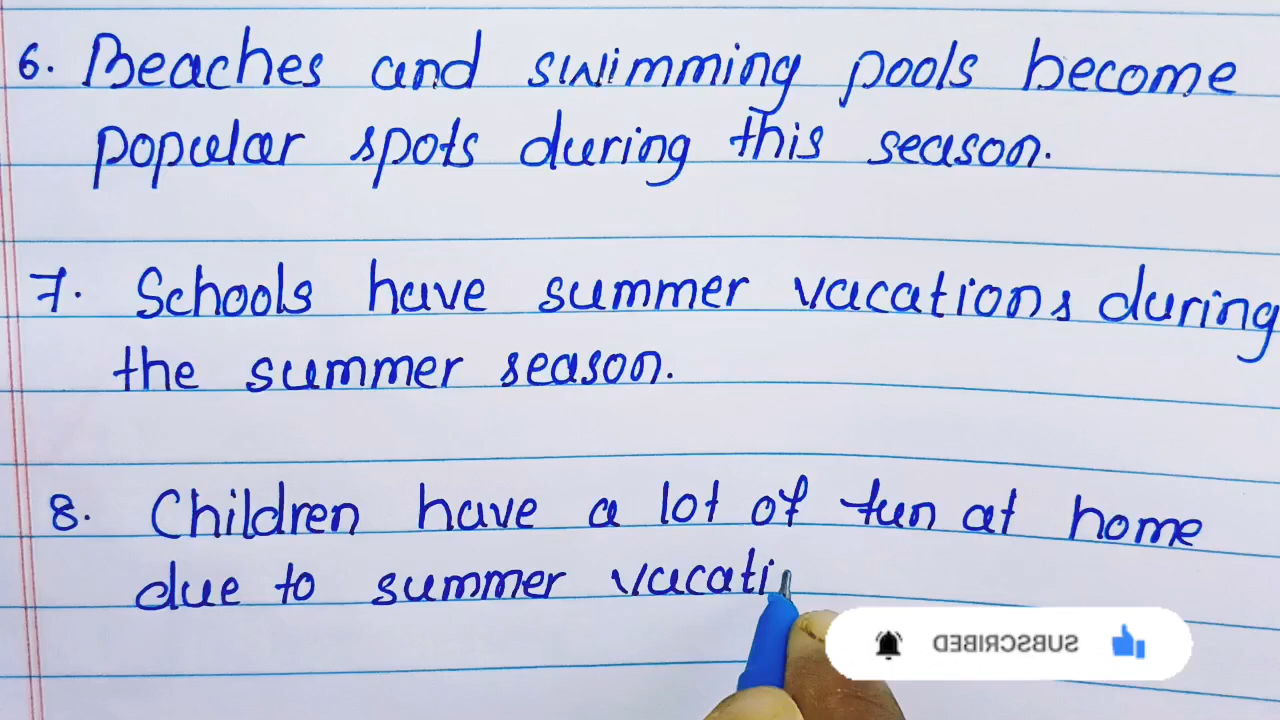 6. Beaches and swimming pools become
popular spots during this season.
7. Schools have summer vacations during
the summer season.
8. Children have a lot of fun at home
due to summer vacati
SUBSCRIBED